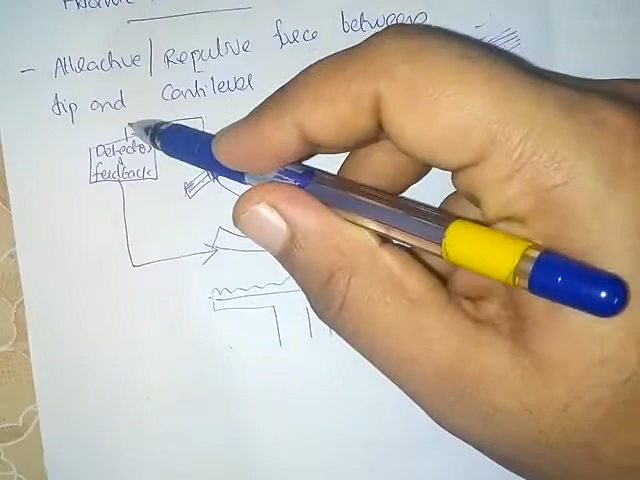 - Attractive / Repulsive force between
tip and cantilever
Detector
&
feedback